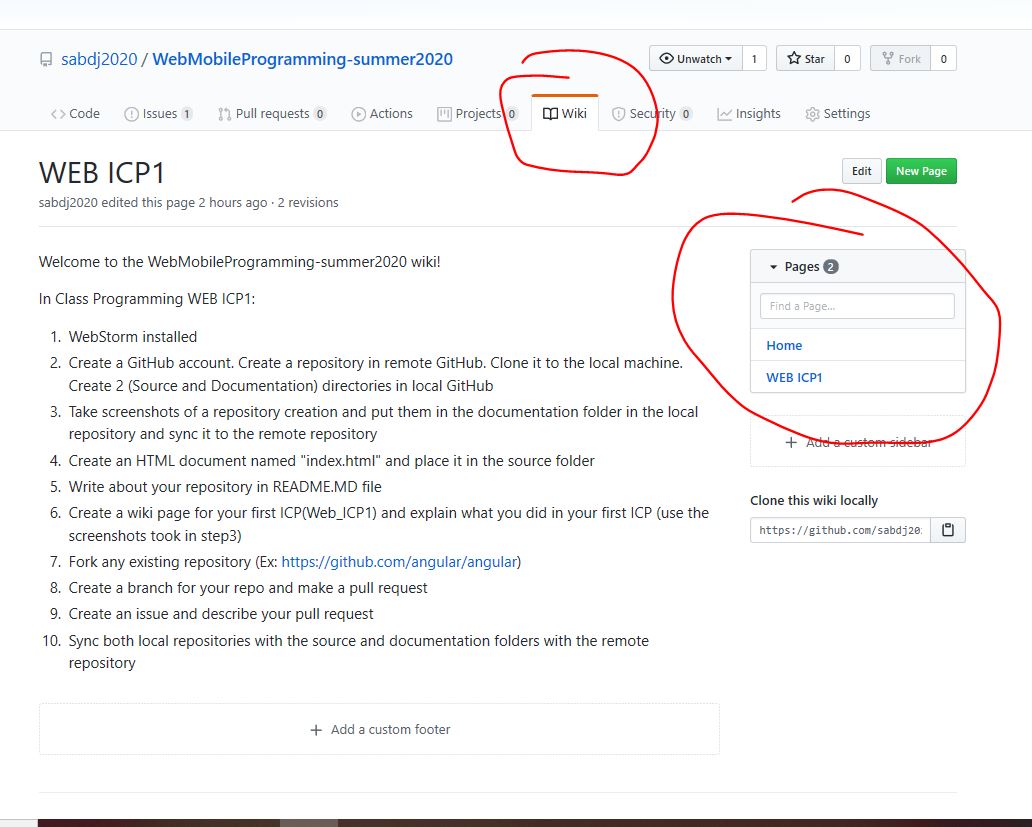 sabdj2020 / WebMobileProgramming-summer2020
Unwatch 1 Star 0 Fork 0
Code Issues 1 Pull requests 0 Actions Projects 0 Wiki Security 0 Insights Settings
WEB ICP1
Edit New Page
sabdj2020 edited this page 2 hours ago · 2 revisions
Welcome to the WebMobileProgramming-summer2020 wiki!
In Class Programming WEB ICP1:
1. WebStorm installed
2. Create a GitHub account. Create a repository in remote GitHub. Clone it to the local machine.
Create 2 (Source and Documentation) directories in local GitHub
3. Take screenshots of a repository creation and put them in the documentation folder in the local
repository and sync it to the remote repository
4. Create an HTML document named "index.html" and place it in the source folder
5. Write about your repository in README.MD file
6. Create a wiki page for your first ICP(Web_ICP1) and explain what you did in your first ICP (use the
screenshots took in step3)
7. Fork any existing repository (Ex: https://github.com/angular/angular)
8. Create a branch for your repo and make a pull request
9. Create an issue and describe your pull request
10. Sync both local repositories with the source and documentation folders with the remote
repository
+ Add a custom footer
Pages 2
Find a Page...
Home
WEB ICP1
+ Add a custom sidebar
Clone this wiki locally
https://github.com/sabdj20